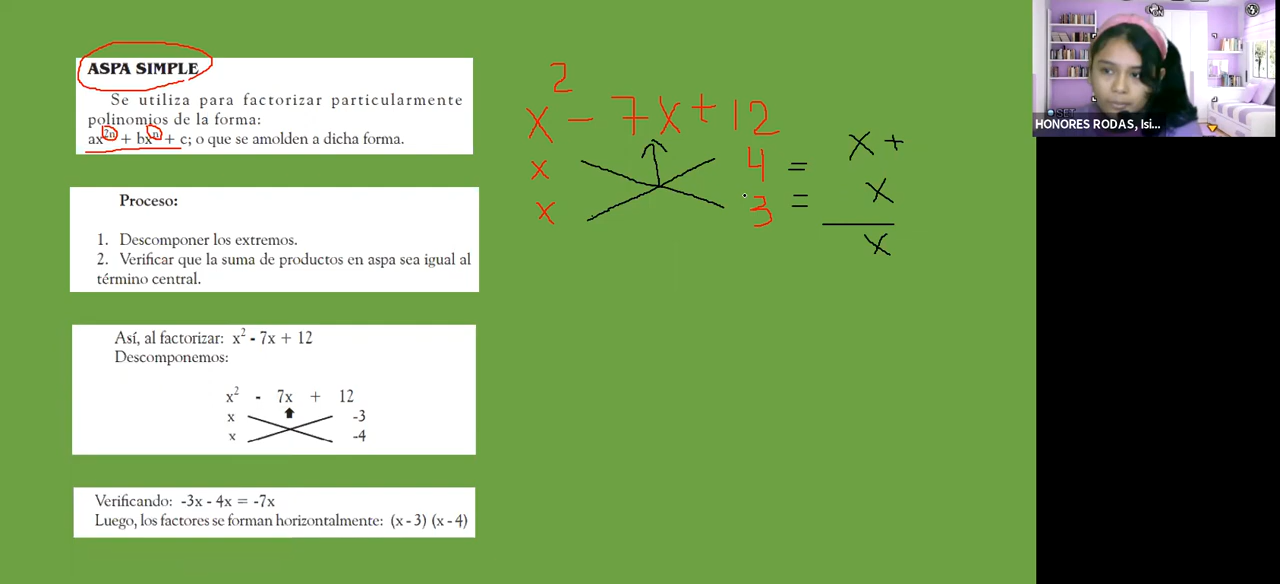 ASPA SIMPLE
Se utiliza para factorizar particularmente
polinomios de la forma:
ax²ⁿ + bxⁿ + c; o que se amolden a dicha forma.
Proceso:
1. Descomponer los extremos.
2. Verificar que la suma de productos en aspa sea igual al
término central.
Así, al factorizar: x² - 7x + 12
Descomponemos:
x² - 7x + 12
x -3
x -4
Verificando: -3x - 4x = -7x
Luego, los factores se forman horizontalmente: (x - 3) (x - 4)
x² - 7x + 12
x 4 = x +
x 3 = x
x
HONORES RODAS, Isi...